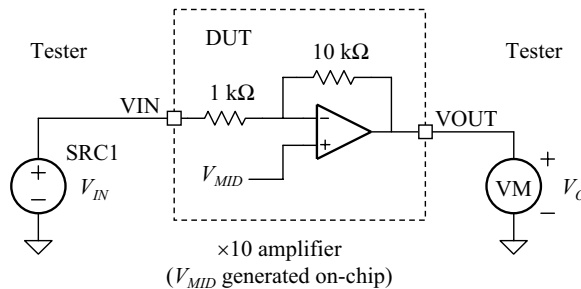 Tester
DUT
Tester
10 kΩ
1 kΩ
VIN
VOUT
SRC1
V_IN
V_MID
VM
+
−
−
+
+
−
×10 amplifier
(V_MID generated on-chip)